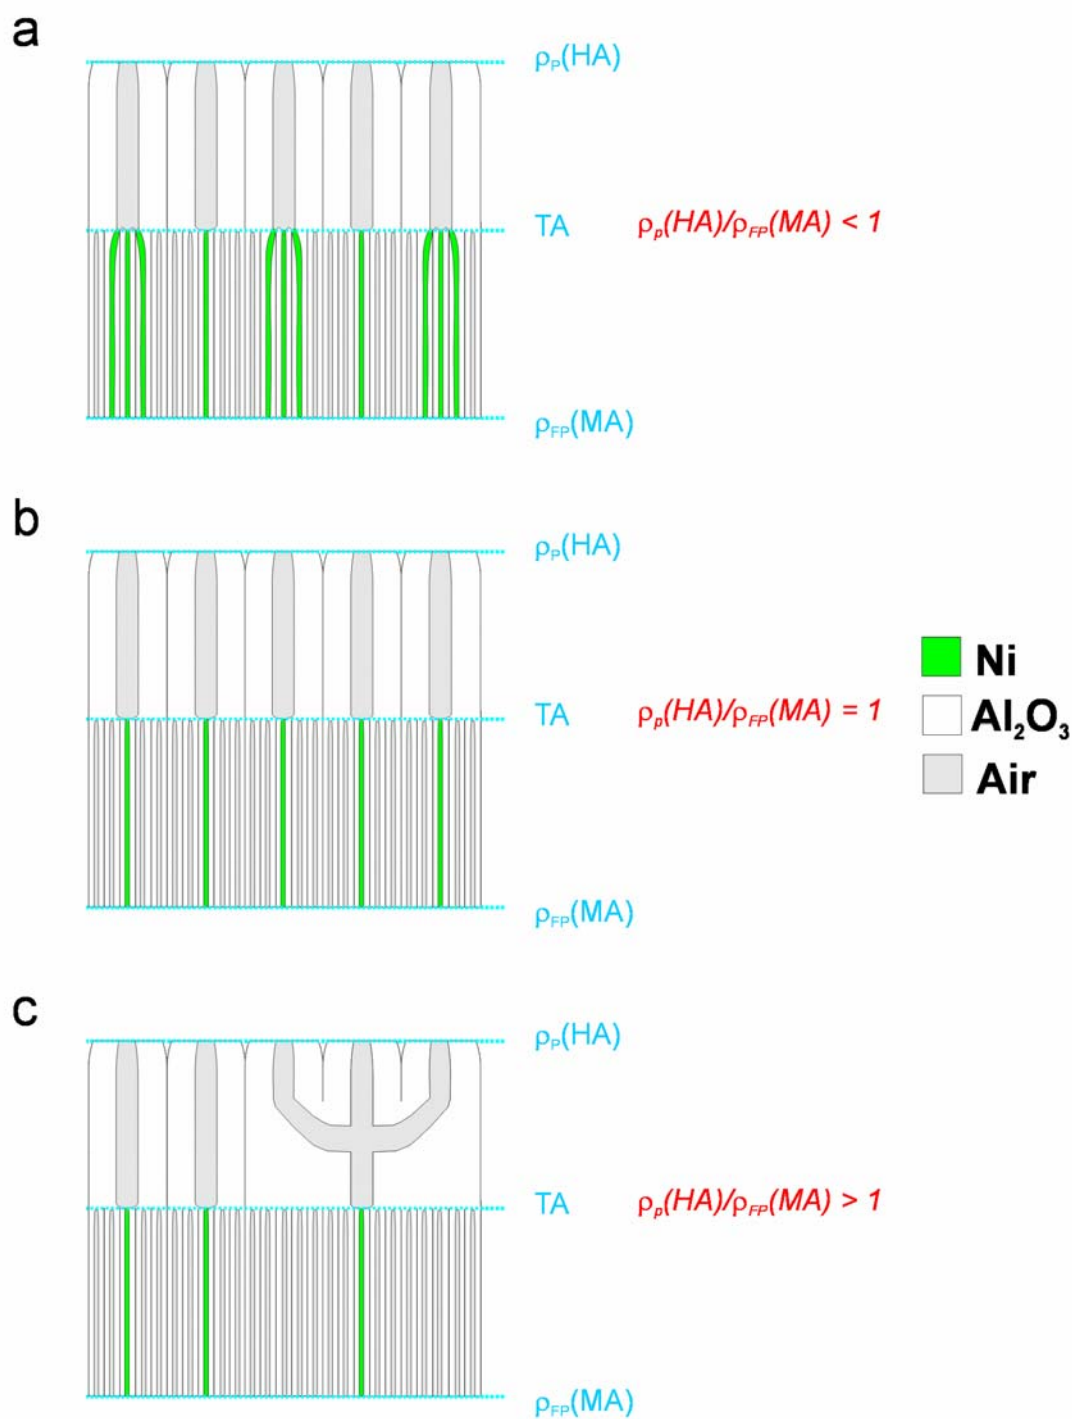 a
ρP(HA)
TA
ρp(HA)/ρFP(MA) < 1
ρFP(MA)
b
ρP(HA)
TA
ρp(HA)/ρFP(MA) = 1
ρFP(MA)
Ni
Al₂O₃
Air
c
ρP(HA)
TA
ρp(HA)/ρFP(MA) > 1
ρFP(MA)